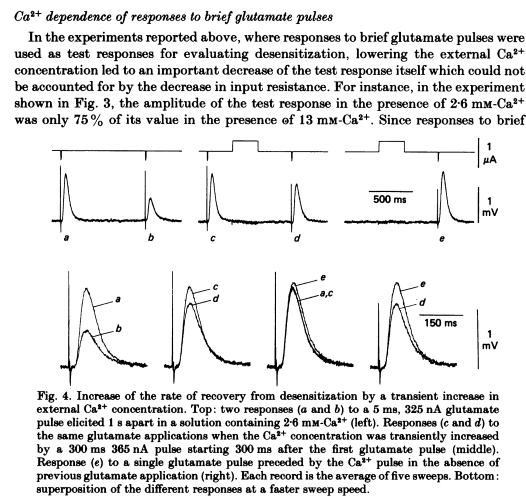 Ca²⁺ dependence of responses to brief glutamate pulses
In the experiments reported above, where responses to brief glutamate pulses were
used as test responses for evaluating desensitization, lowering the external Ca²⁺
concentration led to an important decrease of the test response itself which could not
be accounted for by the decrease in input resistance. For instance, in the experiment
shown in Fig. 3, the amplitude of the test response in the presence of 2·6 mM-Ca²⁺
was only 75% of its value in the presence of 13 mM-Ca²⁺. Since responses to brief
1
μA
500 ms
1
mV
a b c d e
a
b
c
d
e
a,c
e
d
150 ms
1
mV
Fig. 4. Increase of the rate of recovery from desensitization by a transient increase in
external Ca²⁺ concentration. Top: two responses (a and b) to a 5 ms, 325 nA glutamate
pulse elicited 1 s apart in a solution containing 2·6 mM-Ca²⁺ (left). Responses (c and d) to
the same glutamate applications when the Ca²⁺ concentration was transiently increased
by a 300 ms 365 nA pulse starting 300 ms after the first glutamate pulse (middle).
Response (e) to a single glutamate pulse preceded by the Ca²⁺ pulse in the absence of
previous glutamate application (right). Each record is the average of five sweeps. Bottom:
superposition of the different responses at a faster sweep speed.